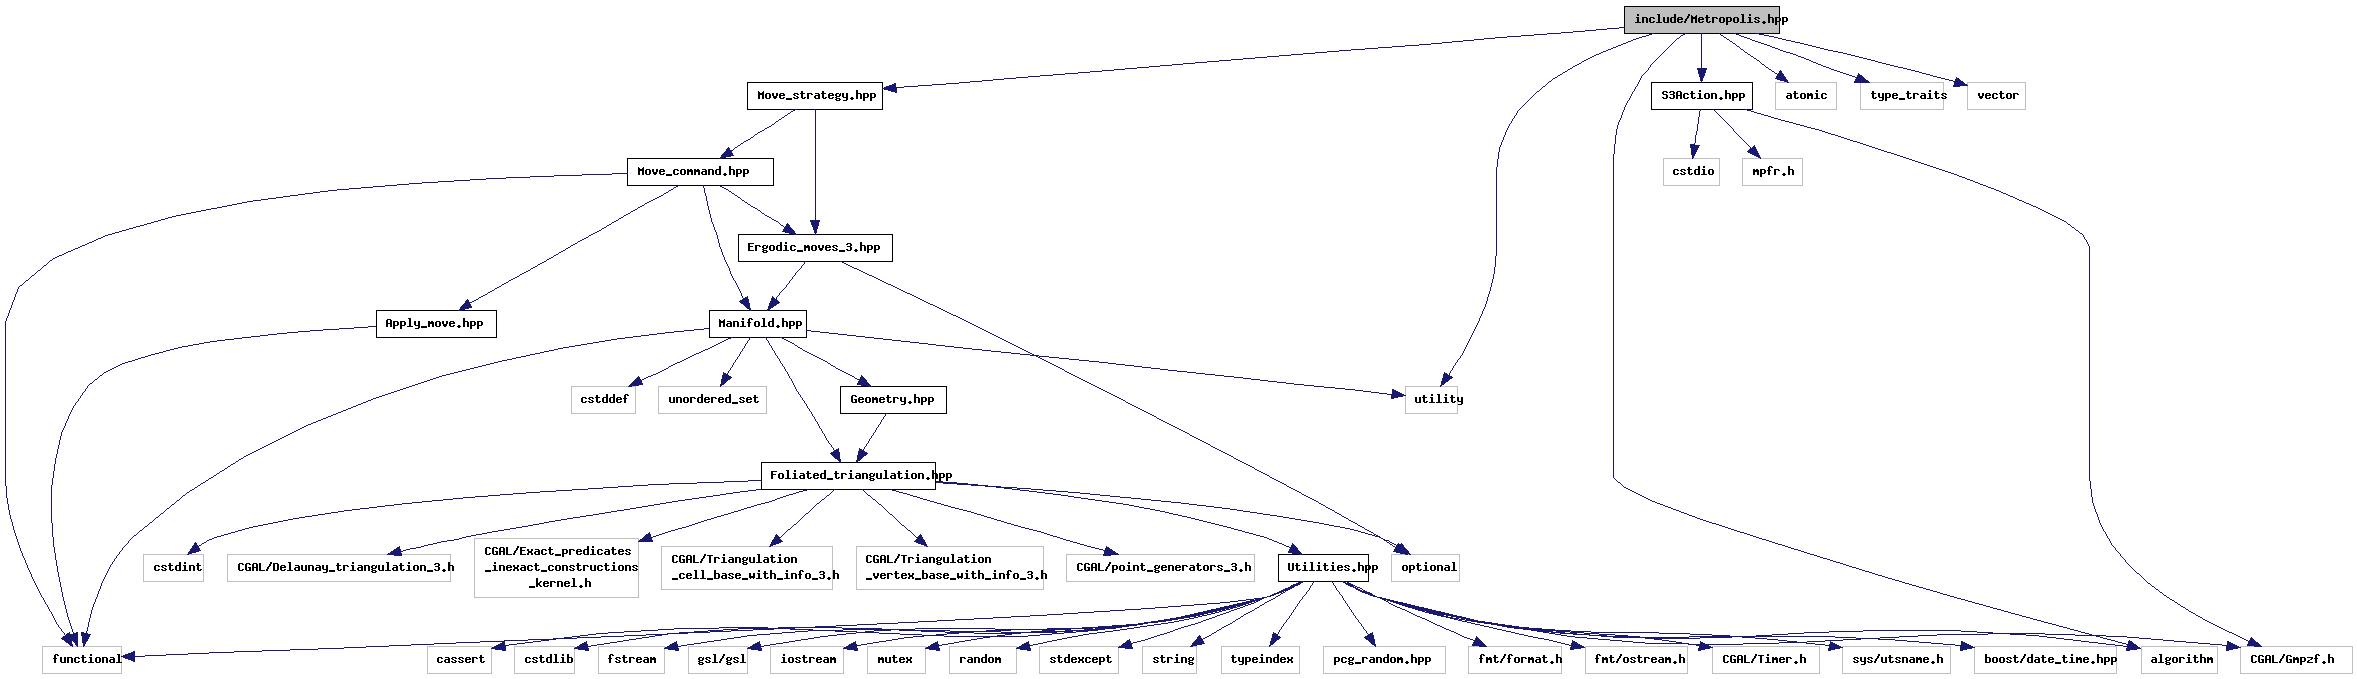 include/Metropolis.hpp
Move_strategy.hpp
S3Action.hpp
atomic
type_traits
vector
Move_command.hpp
cstdio
mpfr.h
Ergodic_moves_3.hpp
Apply_move.hpp
Manifold.hpp
cstddef
unordered_set
Geometry.hpp
utility
Foliated_triangulation.hpp
cstdint
CGAL/Delaunay_triangulation_3.h
CGAL/Exact_predicates
_inexact_constructions
_kernel.h
CGAL/Triangulation
_cell_base_with_info_3.h
CGAL/Triangulation
_vertex_base_with_info_3.h
CGAL/point_generators_3.h
Utilities.hpp
optional
functional
cassert
cstdlib
fstream
gsl/gsl
iostream
mutex
random
stdexcept
string
typeindex
pcg_random.hpp
fmt/format.h
fmt/ostream.h
CGAL/Timer.h
sys/utsname.h
boost/date_time.hpp
algorithm
CGAL/Gmpzf.h